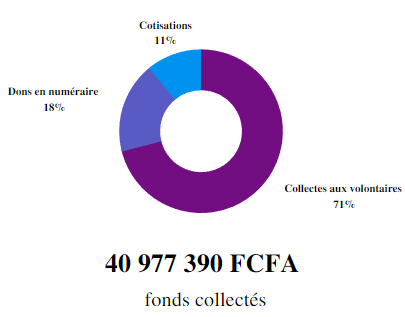 Cotisations
11%
Dons en numéraire
18%
Collectes aux volontaires
71%
40 977 390 FCFA
fonds collectés